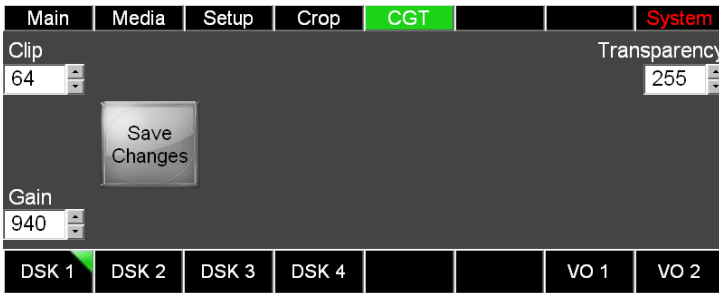 Main Media Setup Crop CGT System
Clip Transparency
64 255
Save
Changes
Gain
940
DSK 1 DSK 2 DSK 3 DSK 4 VO 1 VO 2